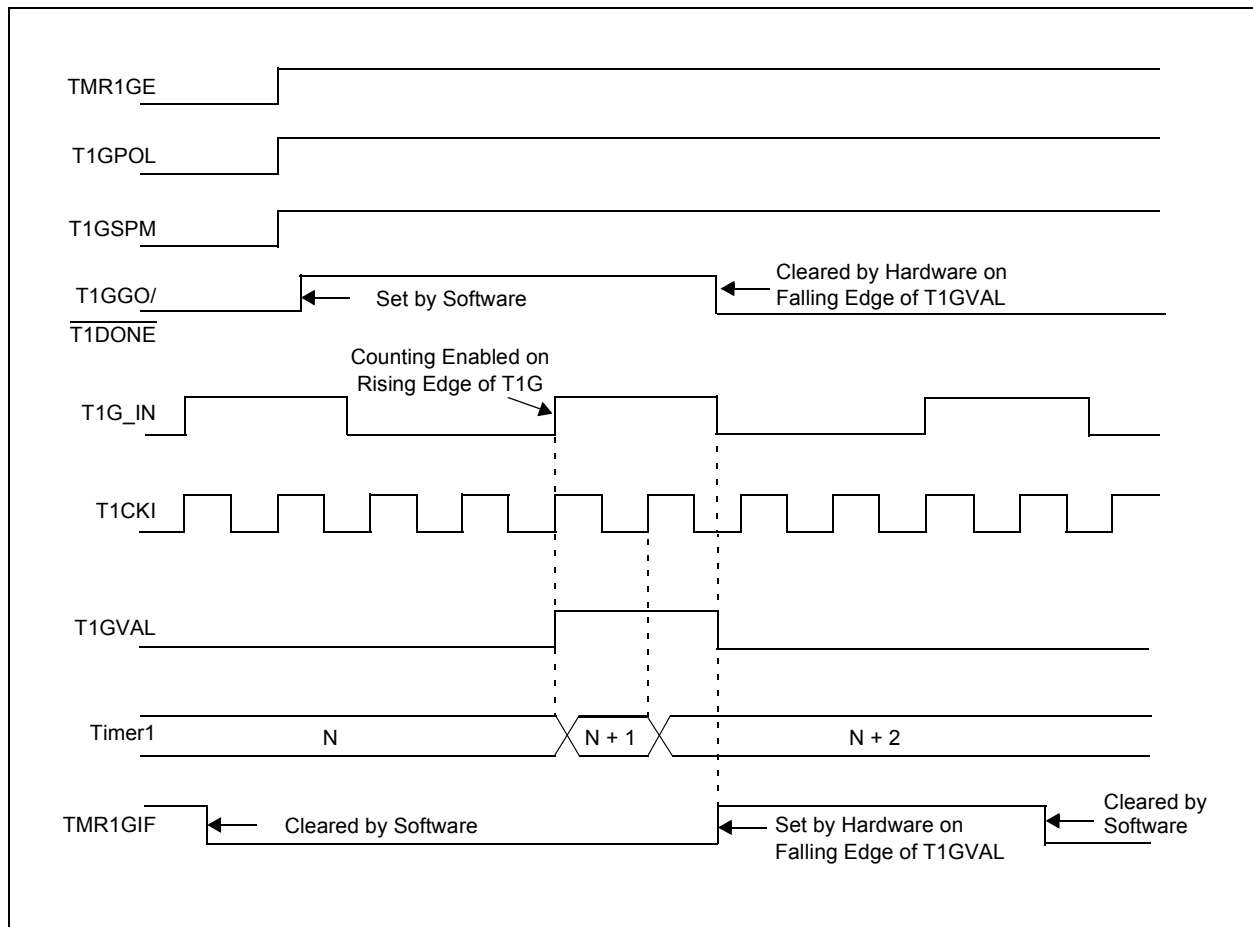 TMR1GE
T1GPOL
T1GSPM
T1GGO/
T1DONE
Set by Software
Cleared by Hardware on
Falling Edge of T1GVAL
Counting Enabled on
Rising Edge of T1G
T1G_IN
T1CKI
T1GVAL
Timer1
N
N + 1
N + 2
TMR1GIF
Cleared by Software
Set by Hardware on
Falling Edge of T1GVAL
Cleared by
Software